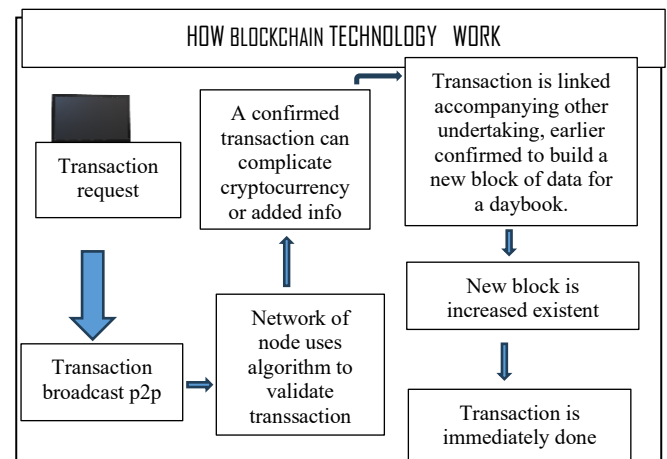 HOW BLOCKCHAIN TECHNOLOGY WORK
Transaction
request
Transaction
broadcast p2p
Network of
node uses
algorithm to
validate
transsaction
A confirmed
transaction can
complicate
cryptocurrency
or added info
Transaction is linked
accompanying other
undertaking, earlier
confirmed to build a
new block of data for
a daybook.
New block is
increased existent
Transaction is
immediately done